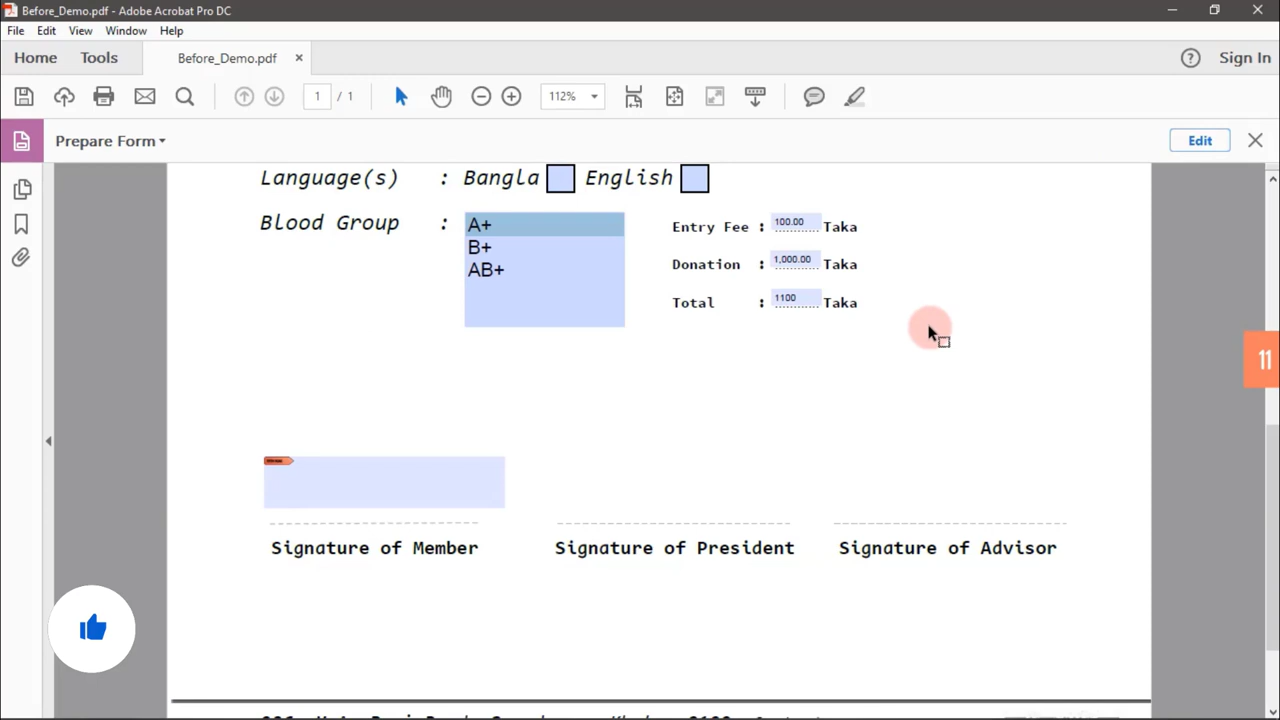 Before_Demo.pdf - Adobe Acrobat Pro DC
File Edit View Window Help
Home Tools Before_Demo.pdf × ? Sign In
1 / 1 112%
Prepare Form Edit
Language(s) : Bangla English
Blood Group : A+
B+
AB+
Entry Fee : 100.00 Taka
Donation : 1,000.00 Taka
Total : 1100 Taka
11
Signature of Member Signature of President Signature of Advisor